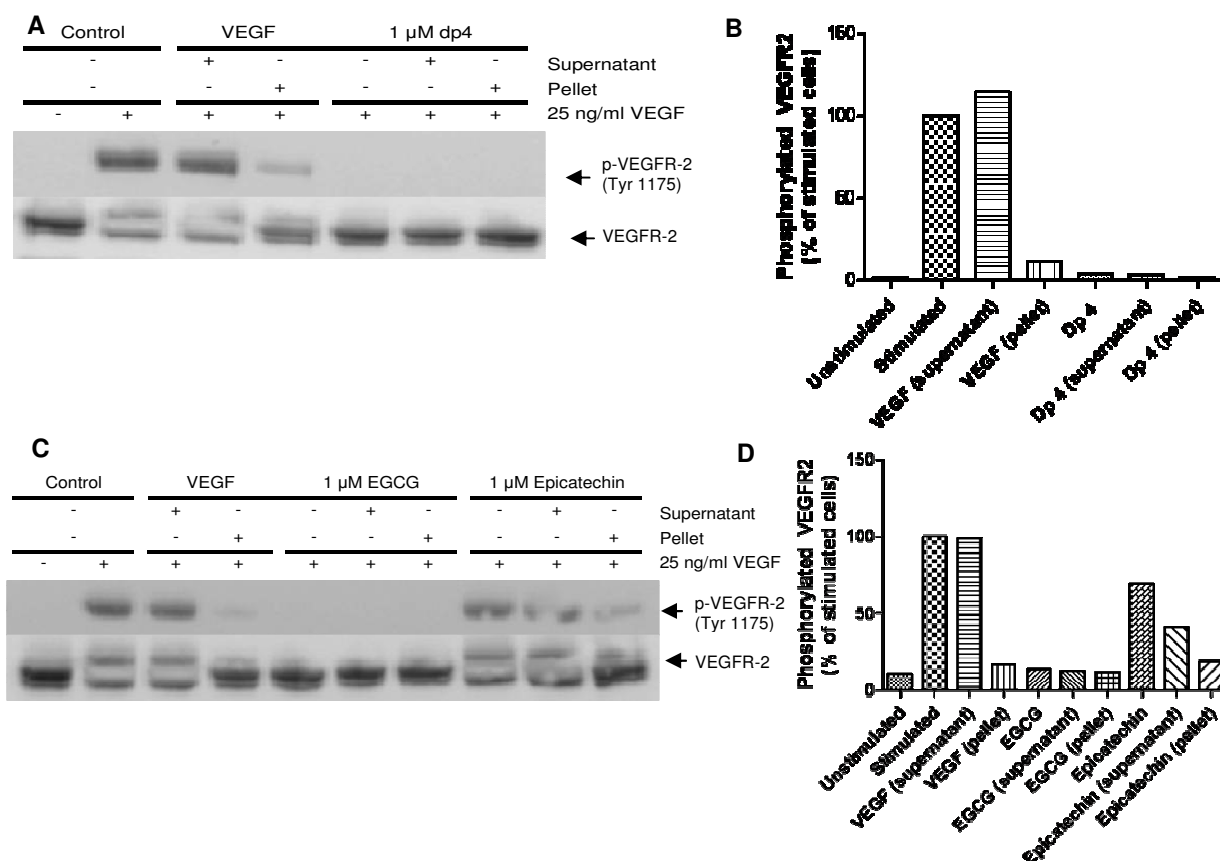 A
Control VEGF 1 µM dp4
- + - - + - Supernatant
- - + - - + Pellet
- + + + + + + 25 ng/ml VEGF
p-VEGFR-2
(Tyr 1175)
VEGFR-2
B
Phosphorylated VEGFR2
(% of stimulated cells)
150
100
50
0
Unstimulated
Stimulated
VEGF (supernatant)
VEGF (pellet)
Dp 4
Dp 4 (supernatant)
Dp 4 (pellet)
C
Control VEGF 1 µM EGCG 1 µM Epicatechin
- + - - + - - + - Supernatant
- - + - - + - - + Pellet
- + + + + + + + + + 25 ng/ml VEGF
p-VEGFR-2
(Tyr 1175)
VEGFR-2
D
Phosphorylated VEGFR2
(% of stimulated cells)
150
100
50
0
Unstimulated
Stimulated
VEGF (supernatant)
VEGF (pellet)
EGCG
EGCG (supernatant)
EGCG (pellet)
Epicatechin
Epicatechin (supernatant)
Epicatechin (pellet)